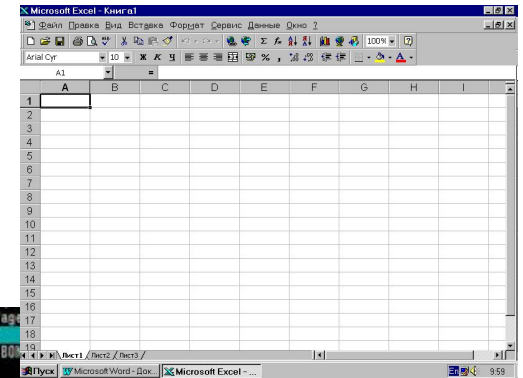 Microsoft Excel - Книга1
Файл Правка Вид Вставка Формат Сервис Данные Окно ?
100%
Arial Cyr 10 Ж К Ч % ,
A1 =
A B C D E F G H I
1
2
3
4
5
6
7
8
9
10
11
12
13
14
15
16
17
18
19
Лист1 Лист2 Лист3
Пуск Microsoft Word - Док... Microsoft Excel - ... En 9:59